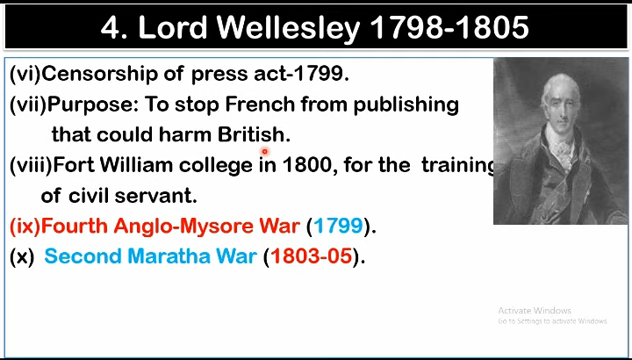 4. Lord Wellesley 1798-1805
(vi)Censorship of press act-1799.
(vii)Purpose: To stop French from publishing
that could harm British.
(viii)Fort William college in 1800, for the training
of civil servant.
(ix)Fourth Anglo-Mysore War (1799).
(x) Second Maratha War (1803-05).
Activate Windows
Go to Settings to activate Windows.